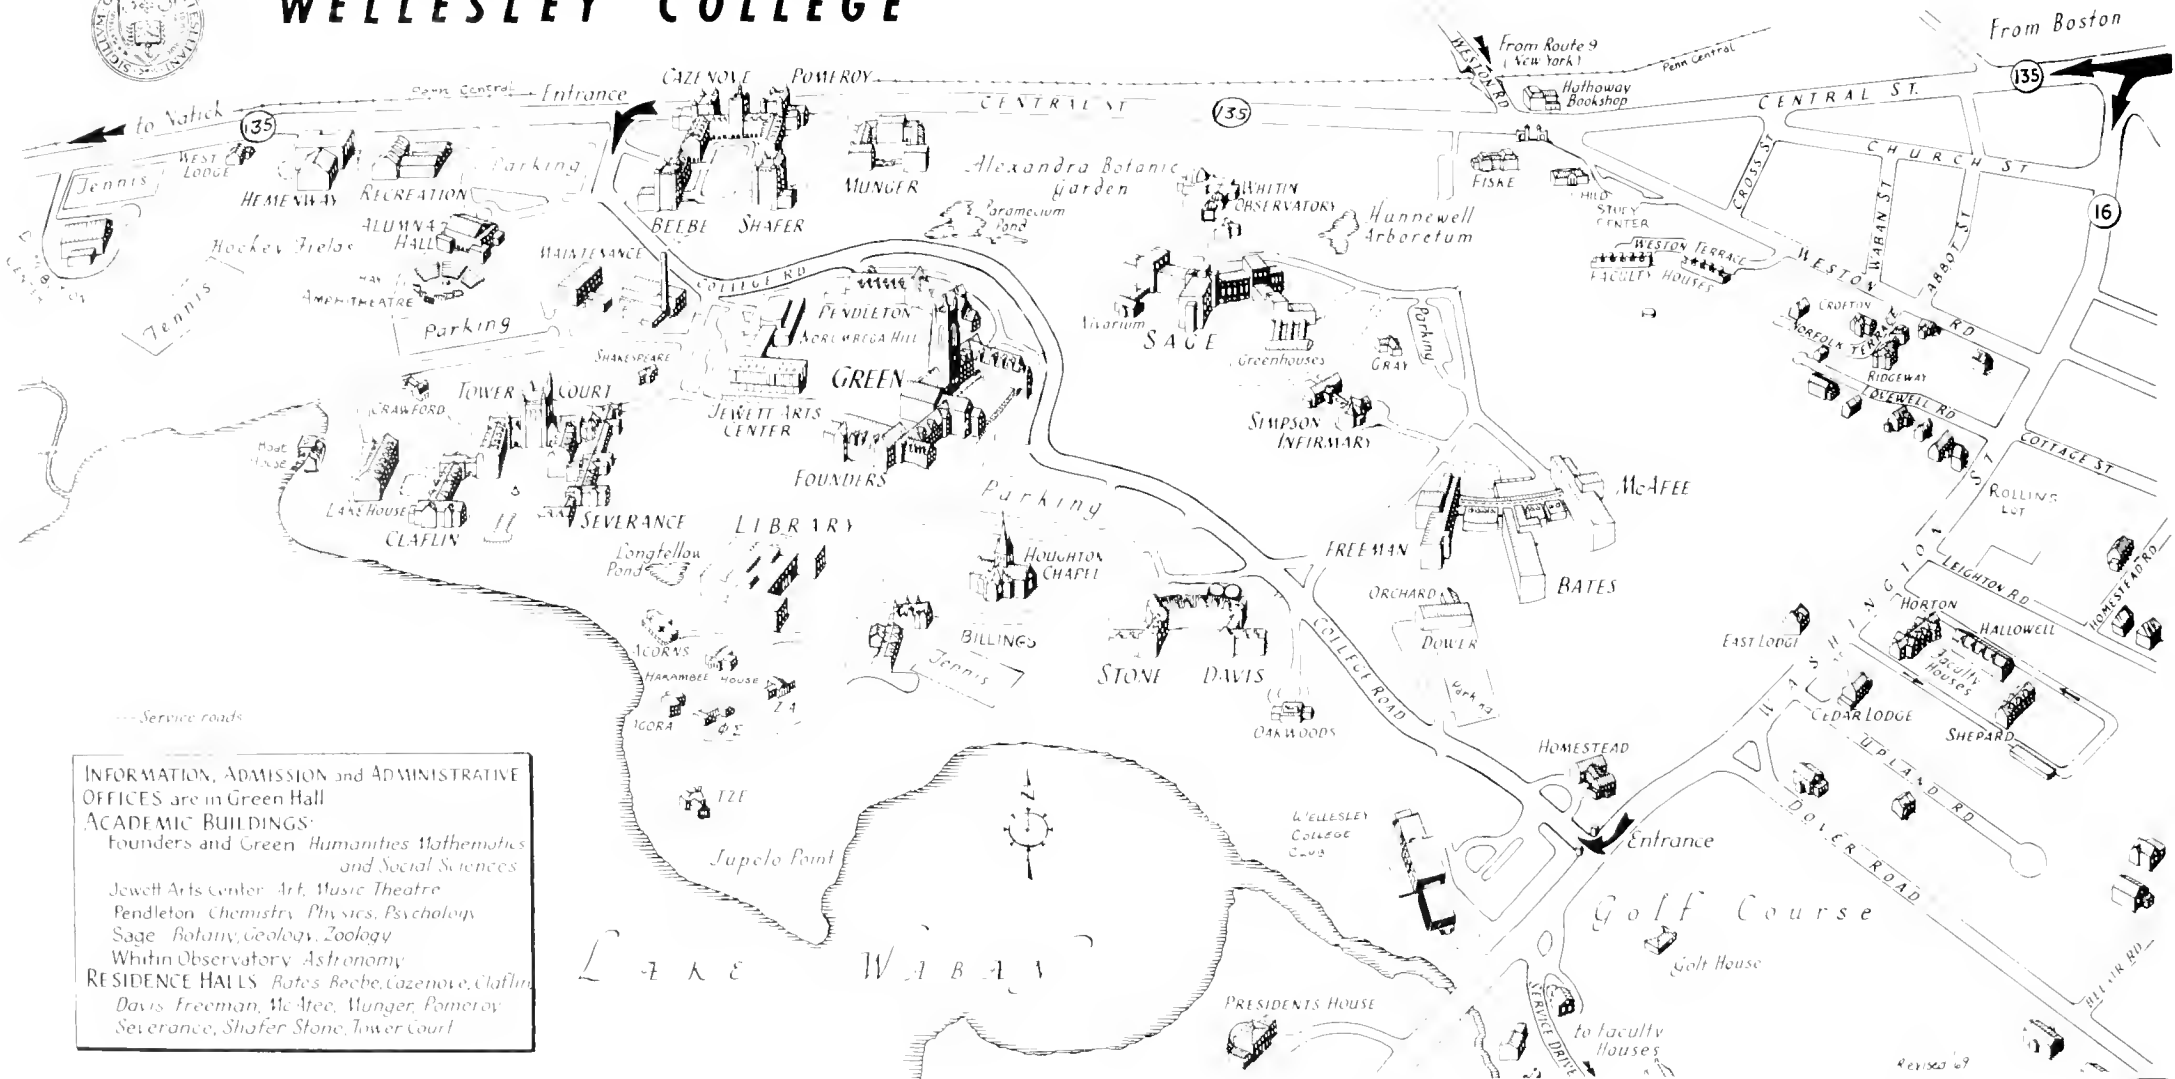 WELLESLEY COLLEGE
From Boston
From Route 9
(New York)
WESTON RD
Penn Central
135
Hathaway
Bookshop
CENTRAL ST.
CAZENOVE
POMEROY
Penn Central
Entrance
CENTRAL ST
135
to Natick
135
WEST
LODGE
Tennis
HEMENWAY
RECREATION
Parking
BEEBE
SHAFER
MUNGER
Alexandra Botanic
Garden
Paramecium
Pond
WHITIN
OBSERVATORY
Hunnewell
Arboretum
FISKE
CHILD
STUDY
CENTER
CROSS ST
CHURCH ST
WABAN ST
ABBOT ST
16
WESTON TERRACE
FACULTY HOUSES
WESTON RD
ALUMNAE
HALL
Hockey Fields
HAY
AMPHITHEATRE
Tennis
Parking
MAINTENANCE
COLLEGE RD
PENDLETON
NORUMBEGA HILL
Vivarium
SAGE
Greenhouses
GRAY
Parking
CROFTON
NORFOLK TERRACE
RIDGEWAY
LOVEWELL RD
COTTAGE ST
SHAKESPEARE
CRAWFORD
TOWER COURT
GREEN
JEWETT ARTS
CENTER
SIMPSON
INFIRMARY
Boat
House
LAKE HOUSE
CLAFLIN
SEVERANCE
FOUNDERS
Parking
McAFEE
ROLLING
LOT
LIBRARY
Longfellow
Pond
HOUGHTON
CHAPEL
FREEMAN
BATES
ORCHARD
DOWER
WASHINGTON ST
LEIGHTON RD
HOMESTEAD RD
HORTON
HALLOWELL
Faculty
Houses
EAST LODGE
CEDAR LODGE
SHEPARD
ACORNS
HARAMBEE HOUSE
AGORA
ΦΣ
ZA
BILLINGS
Tennis
STONE
DAVIS
OAKWOODS
COLLEGE ROAD
Parking
HOMESTEAD
UPLAND RD
DOVER ROAD
Service roads
TZE
Tupelo Point
N
WELLESLEY
COLLEGE
CLUB
Entrance
Golf Course
Golf House
LAKE WABAN
PRESIDENTS HOUSE
SERVICE DRIVE
to Faculty
Houses
BELAIR RD
Revised '69
INFORMATION, ADMISSION and ADMINISTRATIVE
OFFICES are in Green Hall
ACADEMIC BUILDINGS:
Founders and Green Humanities Mathematics
and Social Sciences
Jewett Arts Center Art, Music Theatre
Pendleton Chemistry Physics, Psychology
Sage Botany, Geology, Zoology
Whitin Observatory Astronomy
RESIDENCE HALLS Bates Beebe, Cazenove, Claflin
Davis Freeman, McAfee, Munger, Pomeroy
Severance, Shafer Stone, Tower Court